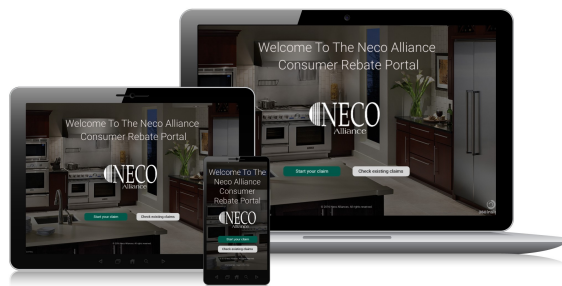 Welcome To The Neco Alliance
Consumer Rebate Portal
NECO
Alliance
Start your claim
Check existing claims
Welcome To The Neco Alliance
Consumer Rebate Portal
NECO
Alliance
Start your claim
Check existing claims
Welcome To The
Neco Alliance
Consumer
Rebate Portal
NECO
Alliance
Start your claim
Check existing claims